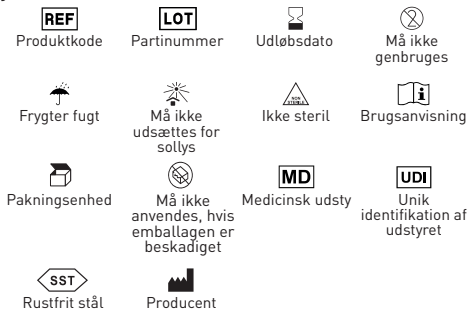 REF
LOT
2
Produktkode
Partinummer
Udløbsdato
Må ikke
genbruges
NON
STERILE
i
Frygter fugt
Må ikke
udsættes for
sollys
Ikke steril
Brugsanvisning
MD
UDI
Pakningsenhed
Må ikke
anvendes, hvis
emballagen er
beskadiget
Medicinsk udsty
Unik
identifikation af
udstyret
SST
Rustfrit stål
Producent